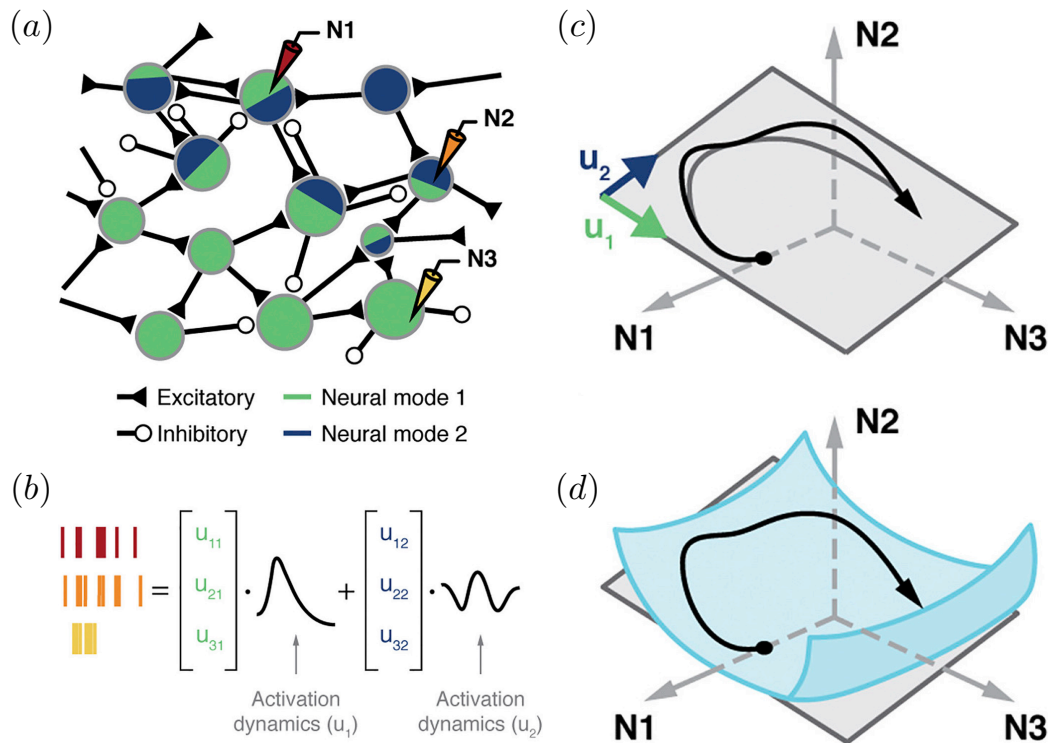 (a)
N1
N2
N3
Excitatory
Neural mode 1
Inhibitory
Neural mode 2
(b)
=
u11
u21
u31
·
+
u12
u22
u32
·
Activation
dynamics (u1)
Activation
dynamics (u2)
(c)
N2
u2
u1
N1
N3
(d)
N2
N1
N3